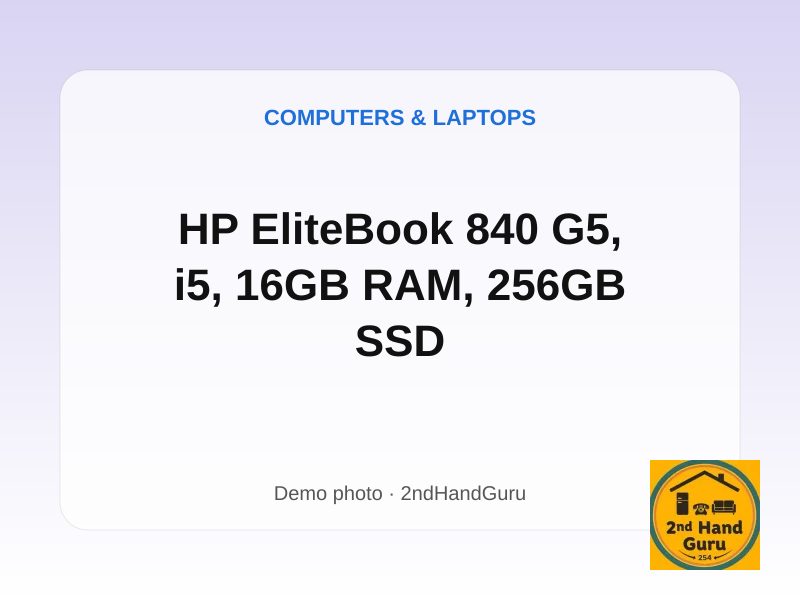 COMPUTERS & LAPTOPS
HP EliteBook 840 G5,
i5, 16GB RAM, 256GB
SSD
Demo photo · 2ndHandGuru
2nd Hand
Guru
254